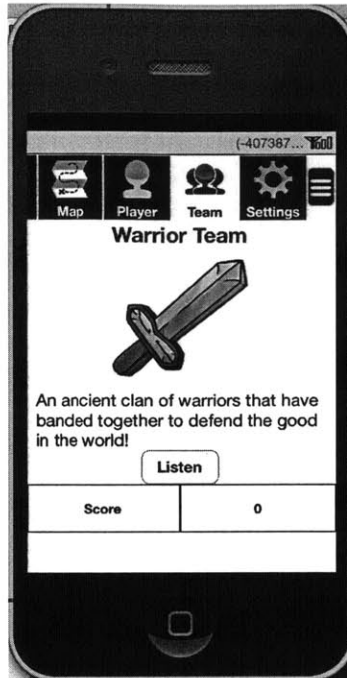 (-407387...
Map Player Team Settings
Warrior Team
An ancient clan of warriors that have
banded together to defend the good
in the world!
Listen
Score 0